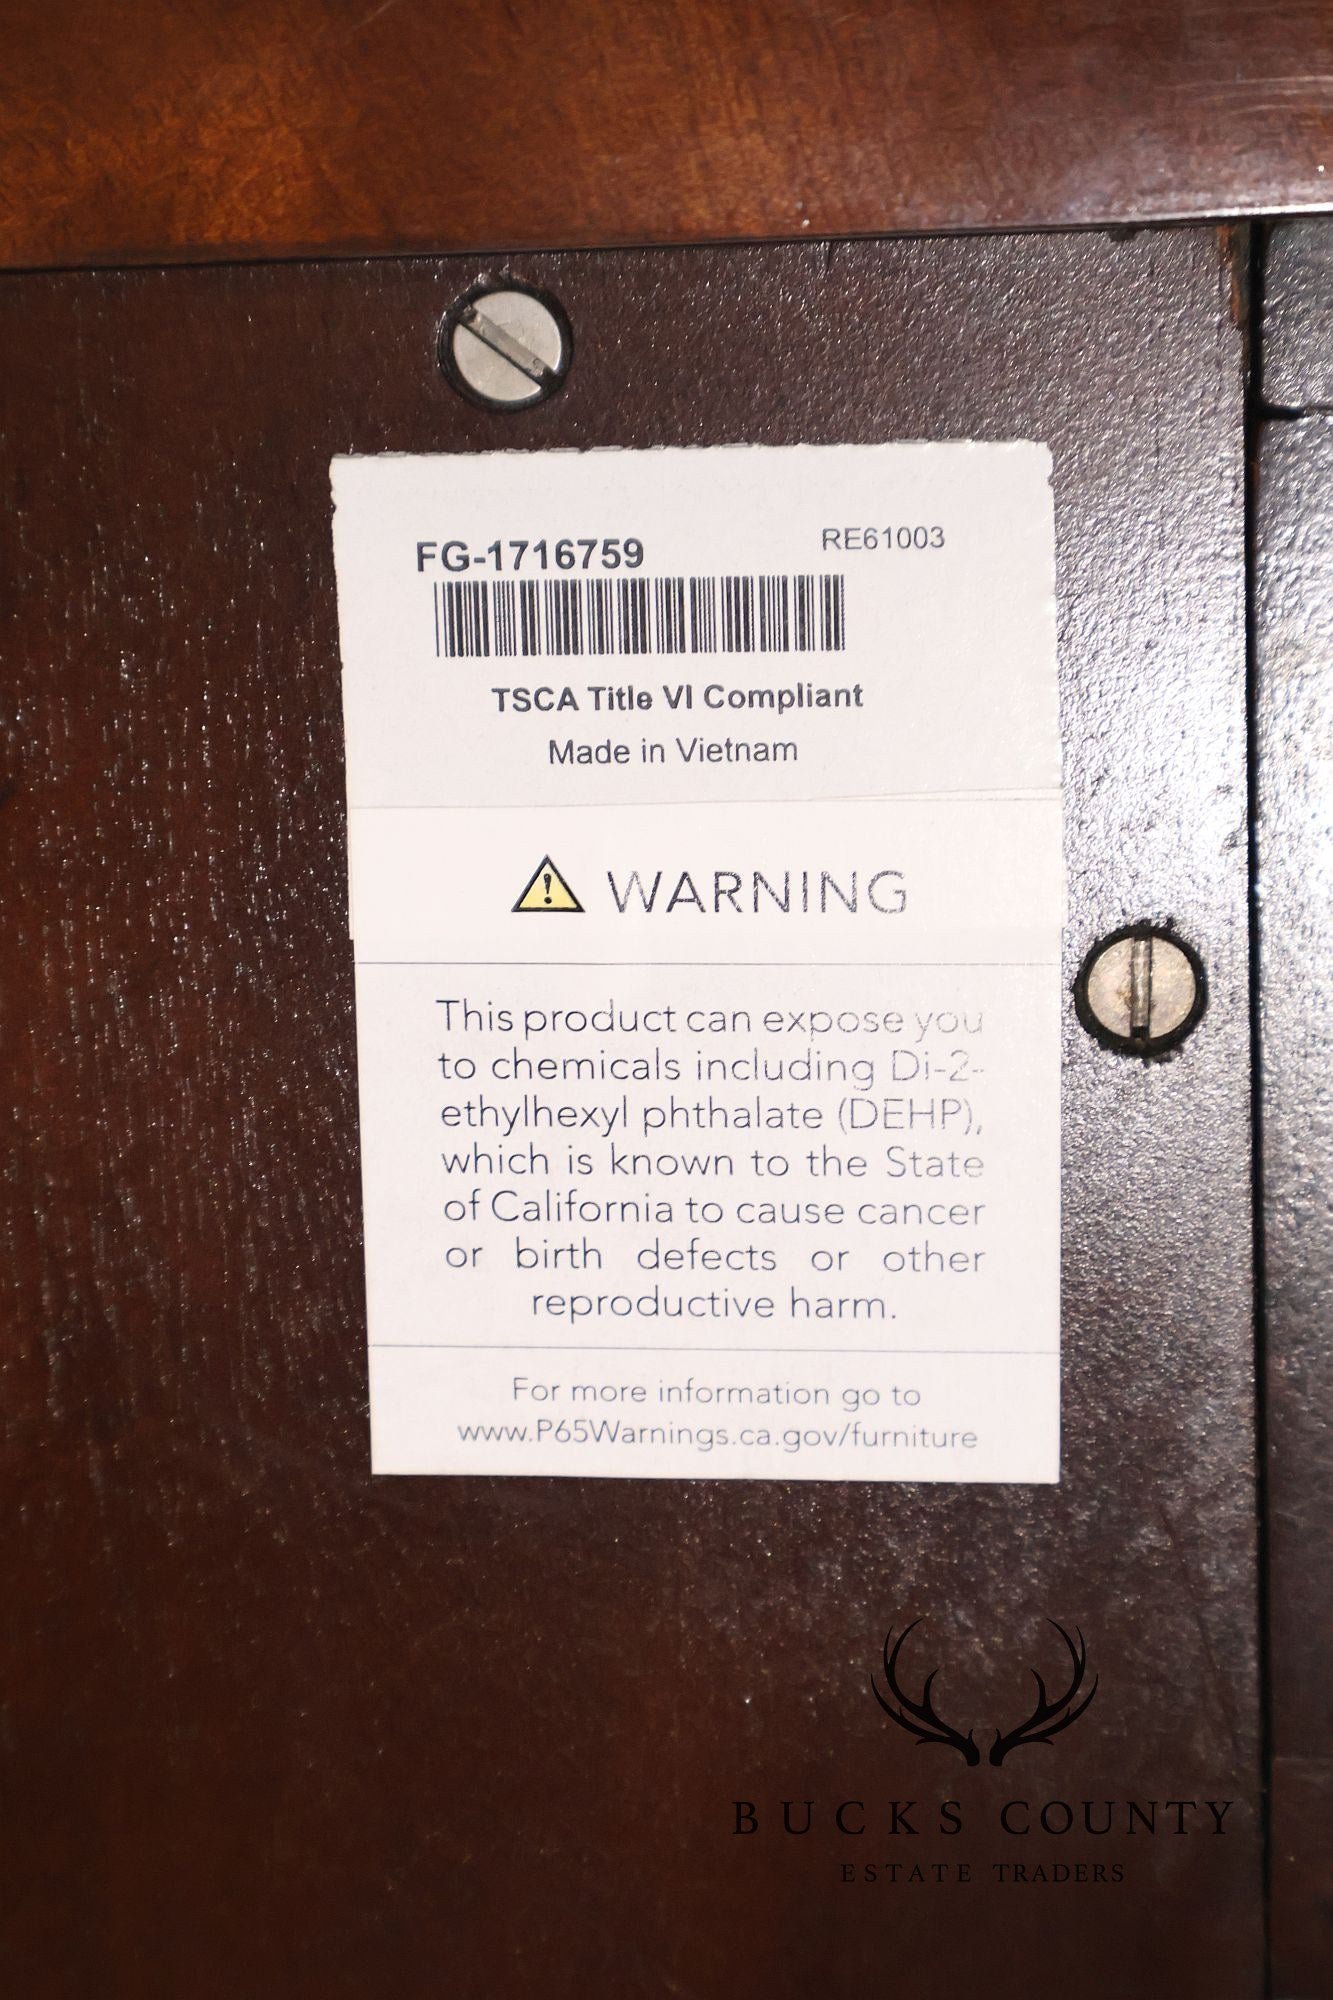 FG-1716759
RE61003
TSCA Title VI Compliant
Made in Vietnam
WARNING
This product can expose you
to chemicals including Di-2-
ethylhexyl phthalate (DEHP),
which is known to the State
of California to cause cancer
or birth defects or other
reproductive harm.
For more information go to
www.P65Warnings.ca.gov/furniture
BUCKS COUNTY
ESTATE TRADERS